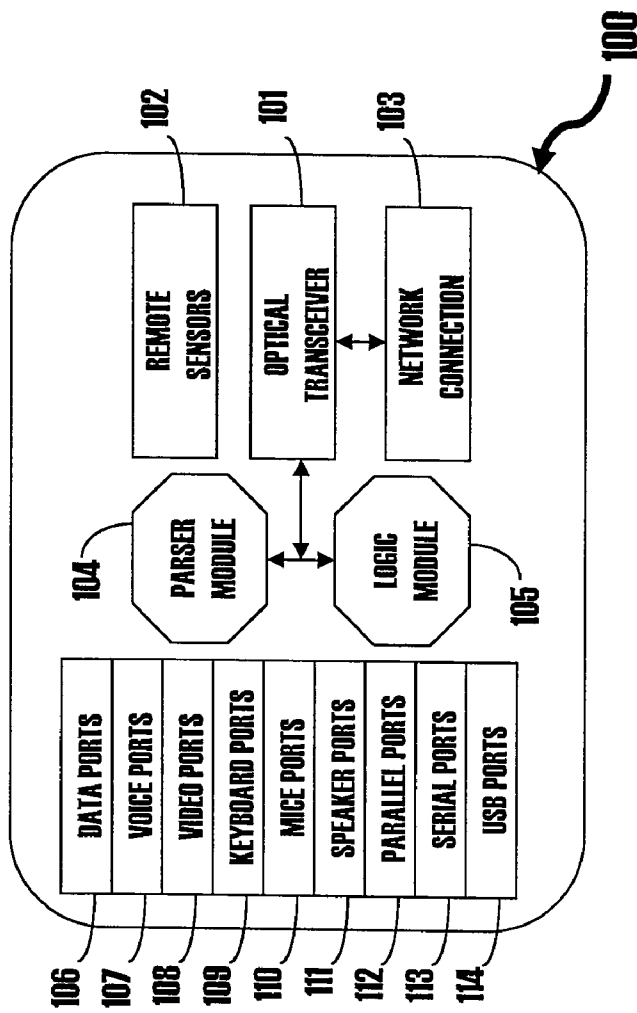 102
101
103
REMOTE
SENSORS
OPTICAL
TRANSCEIVER
NETWORK
CONNECTION
104
PARSER
MODULE
LOGIC
MODULE
105
DATA PORTS
VOICE PORTS
VIDEO PORTS
KEYBOARD PORTS
MICE PORTS
SPEAKER PORTS
PARALLEL PORTS
SERIAL PORTS
USB PORTS
106
107
108
109
110
111
112
113
114
100